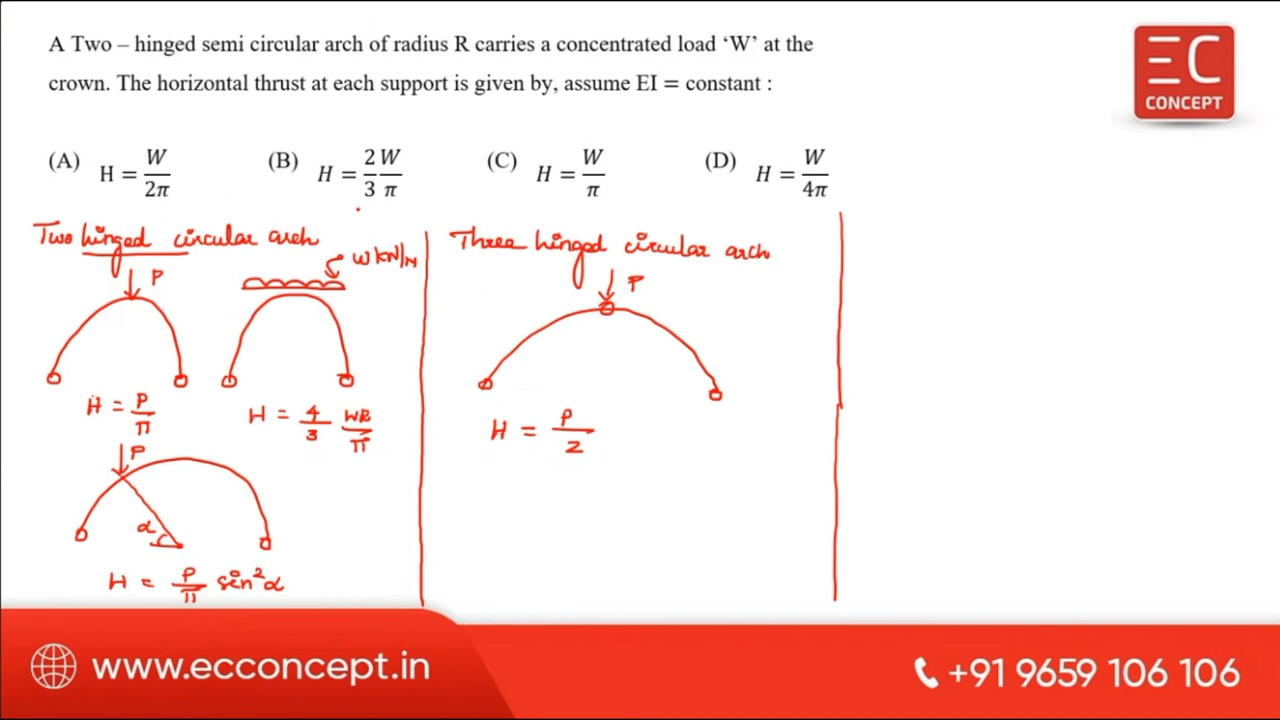 A Two – hinged semi circular arch of radius R carries a concentrated load ‘W’ at the
crown. The horizontal thrust at each support is given by, assume EI = constant :
EC
CONCEPT
(A) H = W/2π (B) H = 2/3 W/π (C) H = W/π (D) H = W/4π
Two hinged circular arch
P
W kN/M
H = P/π
H = 4/3 WR/π
P
α
H = P/π sin²α
Three hinged circular arch
P
H = P/2
www.ecconcept.in
+91 9659 106 106